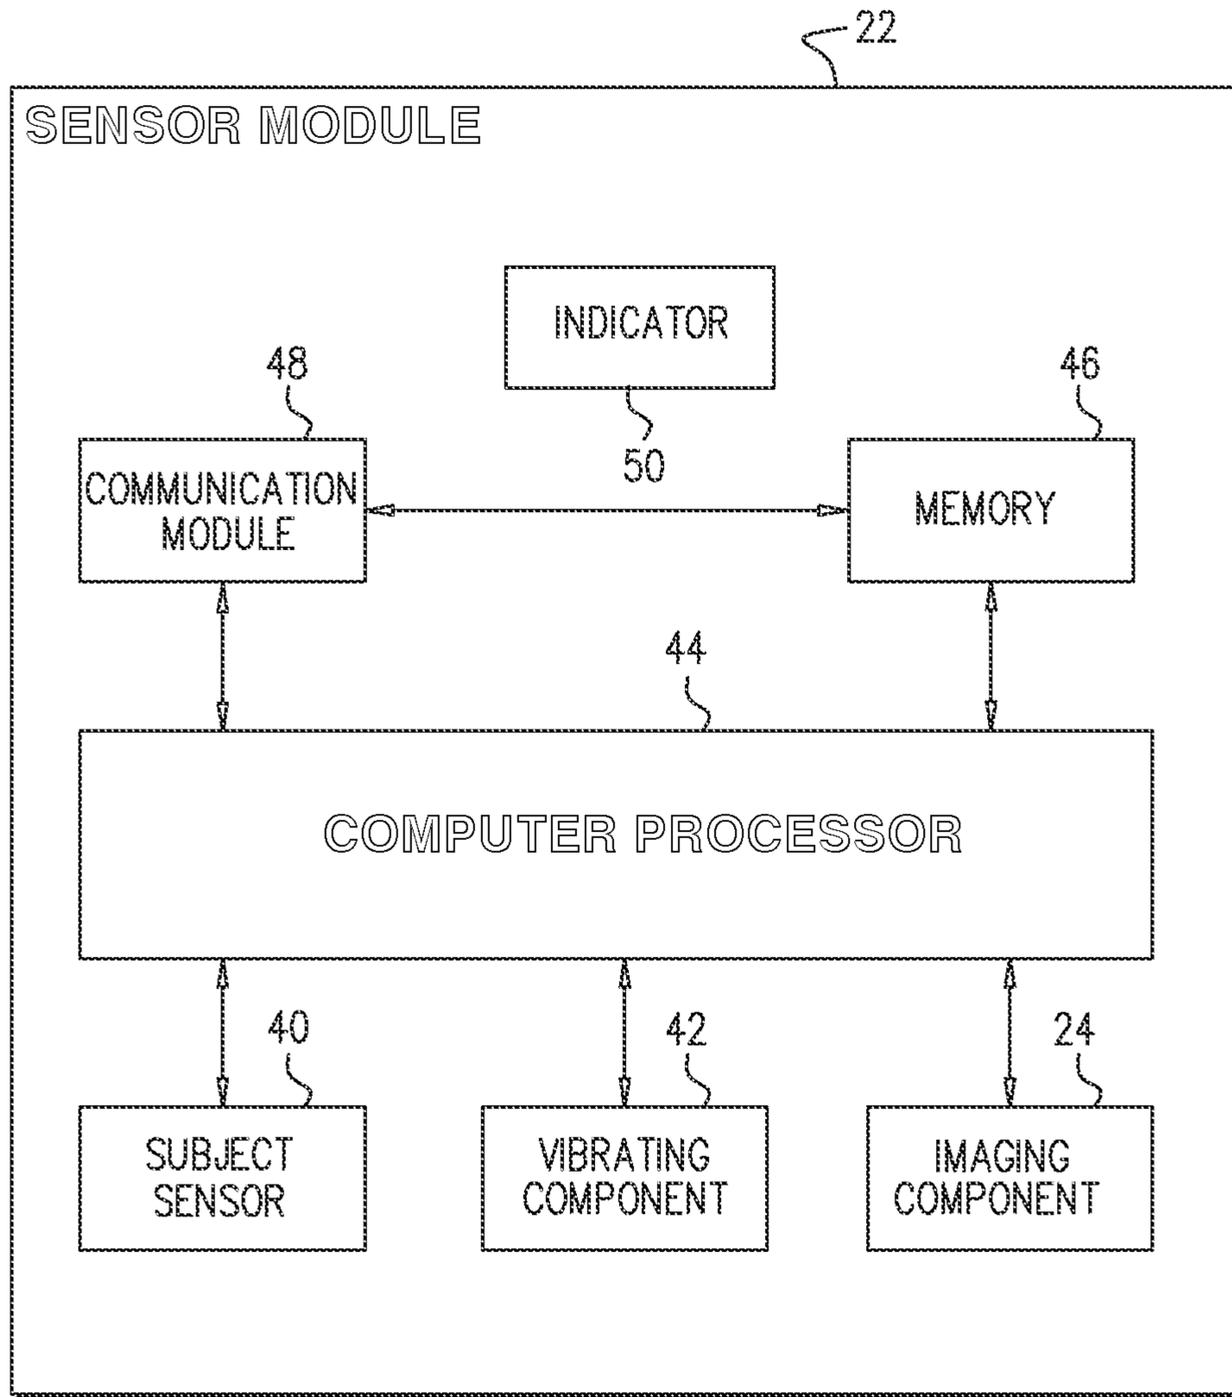 22
SENSOR MODULE
INDICATOR
50
48
COMMUNICATION
MODULE
46
MEMORY
44
COMPUTER PROCESSOR
40
SUBJECT
SENSOR
42
VIBRATING
COMPONENT
24
IMAGING
COMPONENT